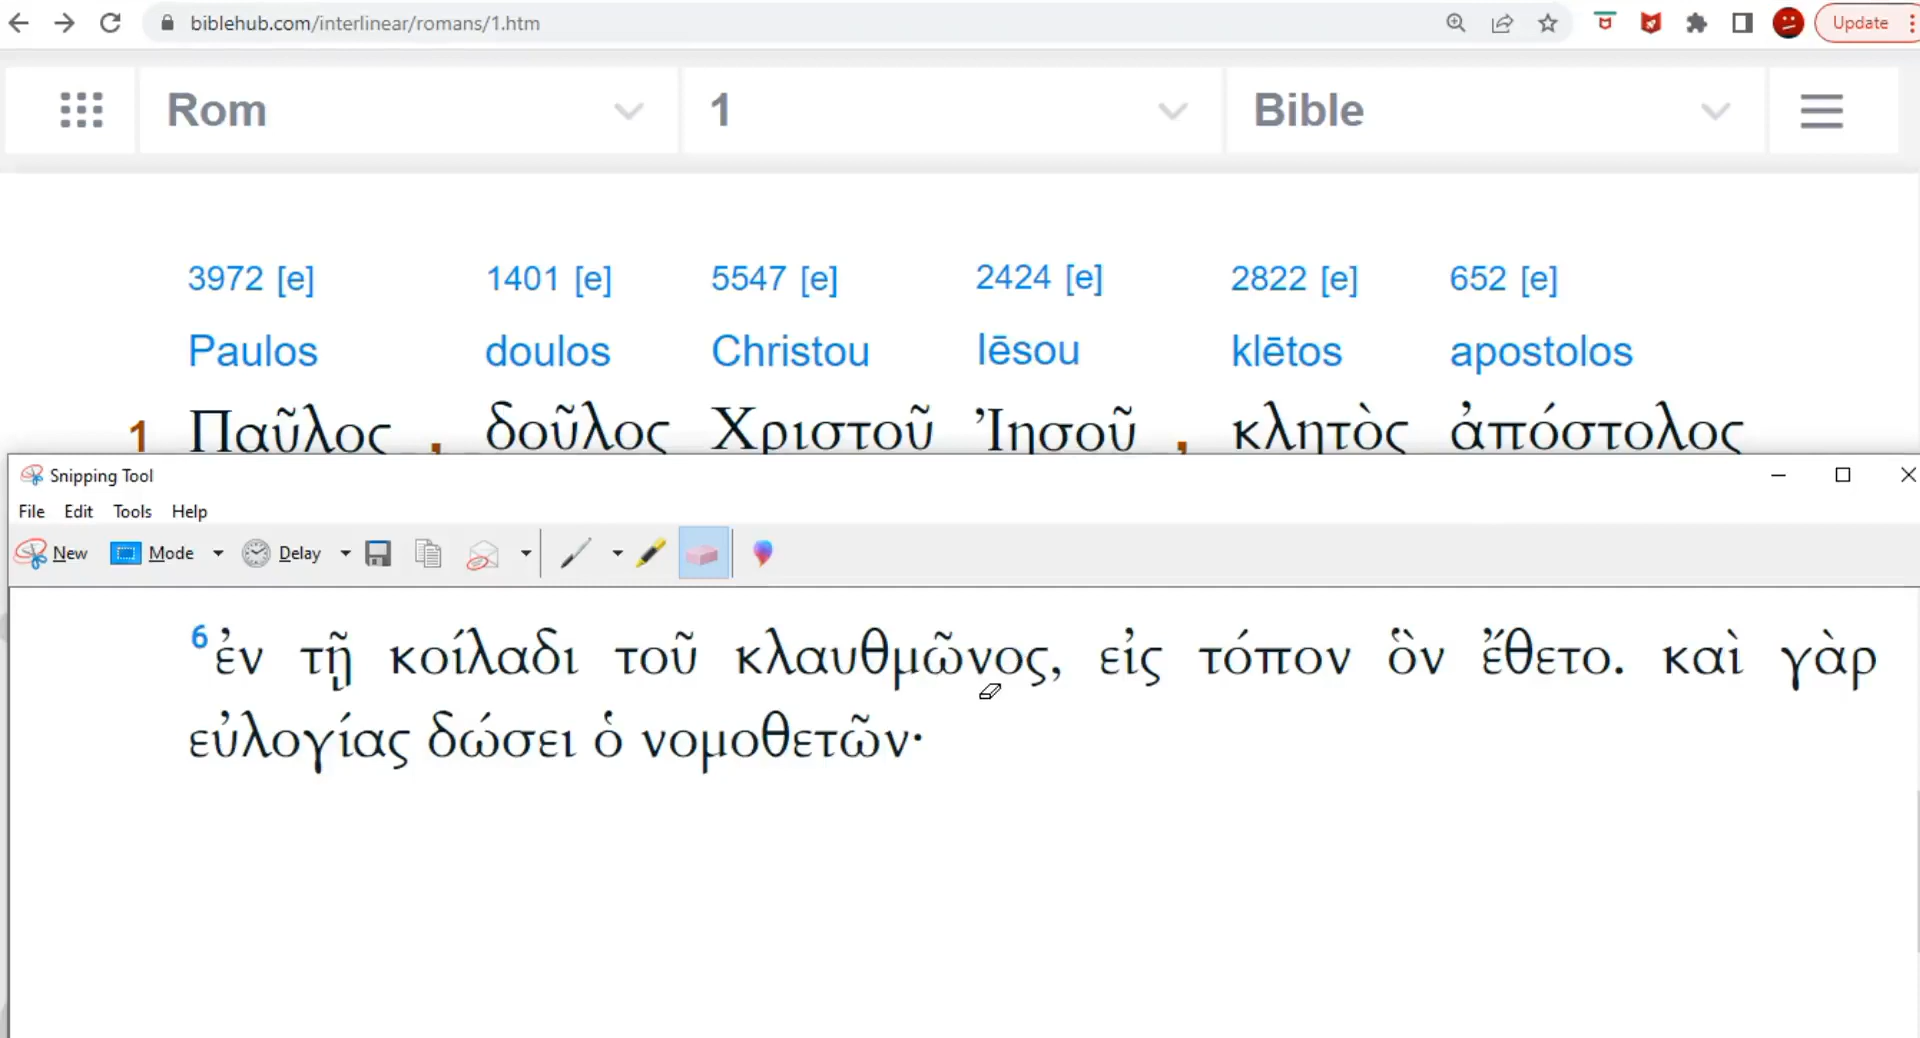 biblehub.com/interlinear/romans/1.htm Update
Rom 1 Bible
3972 [e] 1401 [e] 5547 [e] 2424 [e] 2822 [e] 652 [e]
Paulos doulos Christou Iēsou klētos apostolos
1 Παῦλος , δοῦλος Χριστοῦ Ἰησοῦ , κλητὸς ἀπόστολος
Snipping Tool
File Edit Tools Help
New Mode Delay
6 ἐν τῇ κοίλαδι τοῦ κλαυθμῶνος, εἰς τόπον ὃν ἔθετο. καὶ γὰρ
εὐλογίας δώσει ὁ νομοθετῶν·